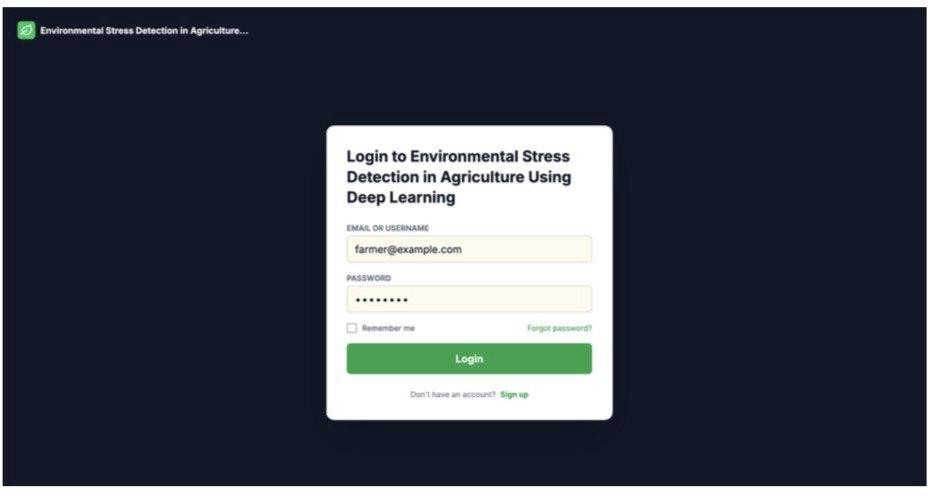 Environmental Stress Detection in Agriculture...
Login to Environmental Stress
Detection in Agriculture Using
Deep Learning
EMAIL OR USERNAME
farmer@example.com
PASSWORD
••••••••
Remember me
Forgot password?
Login
Don't have an account? Sign up